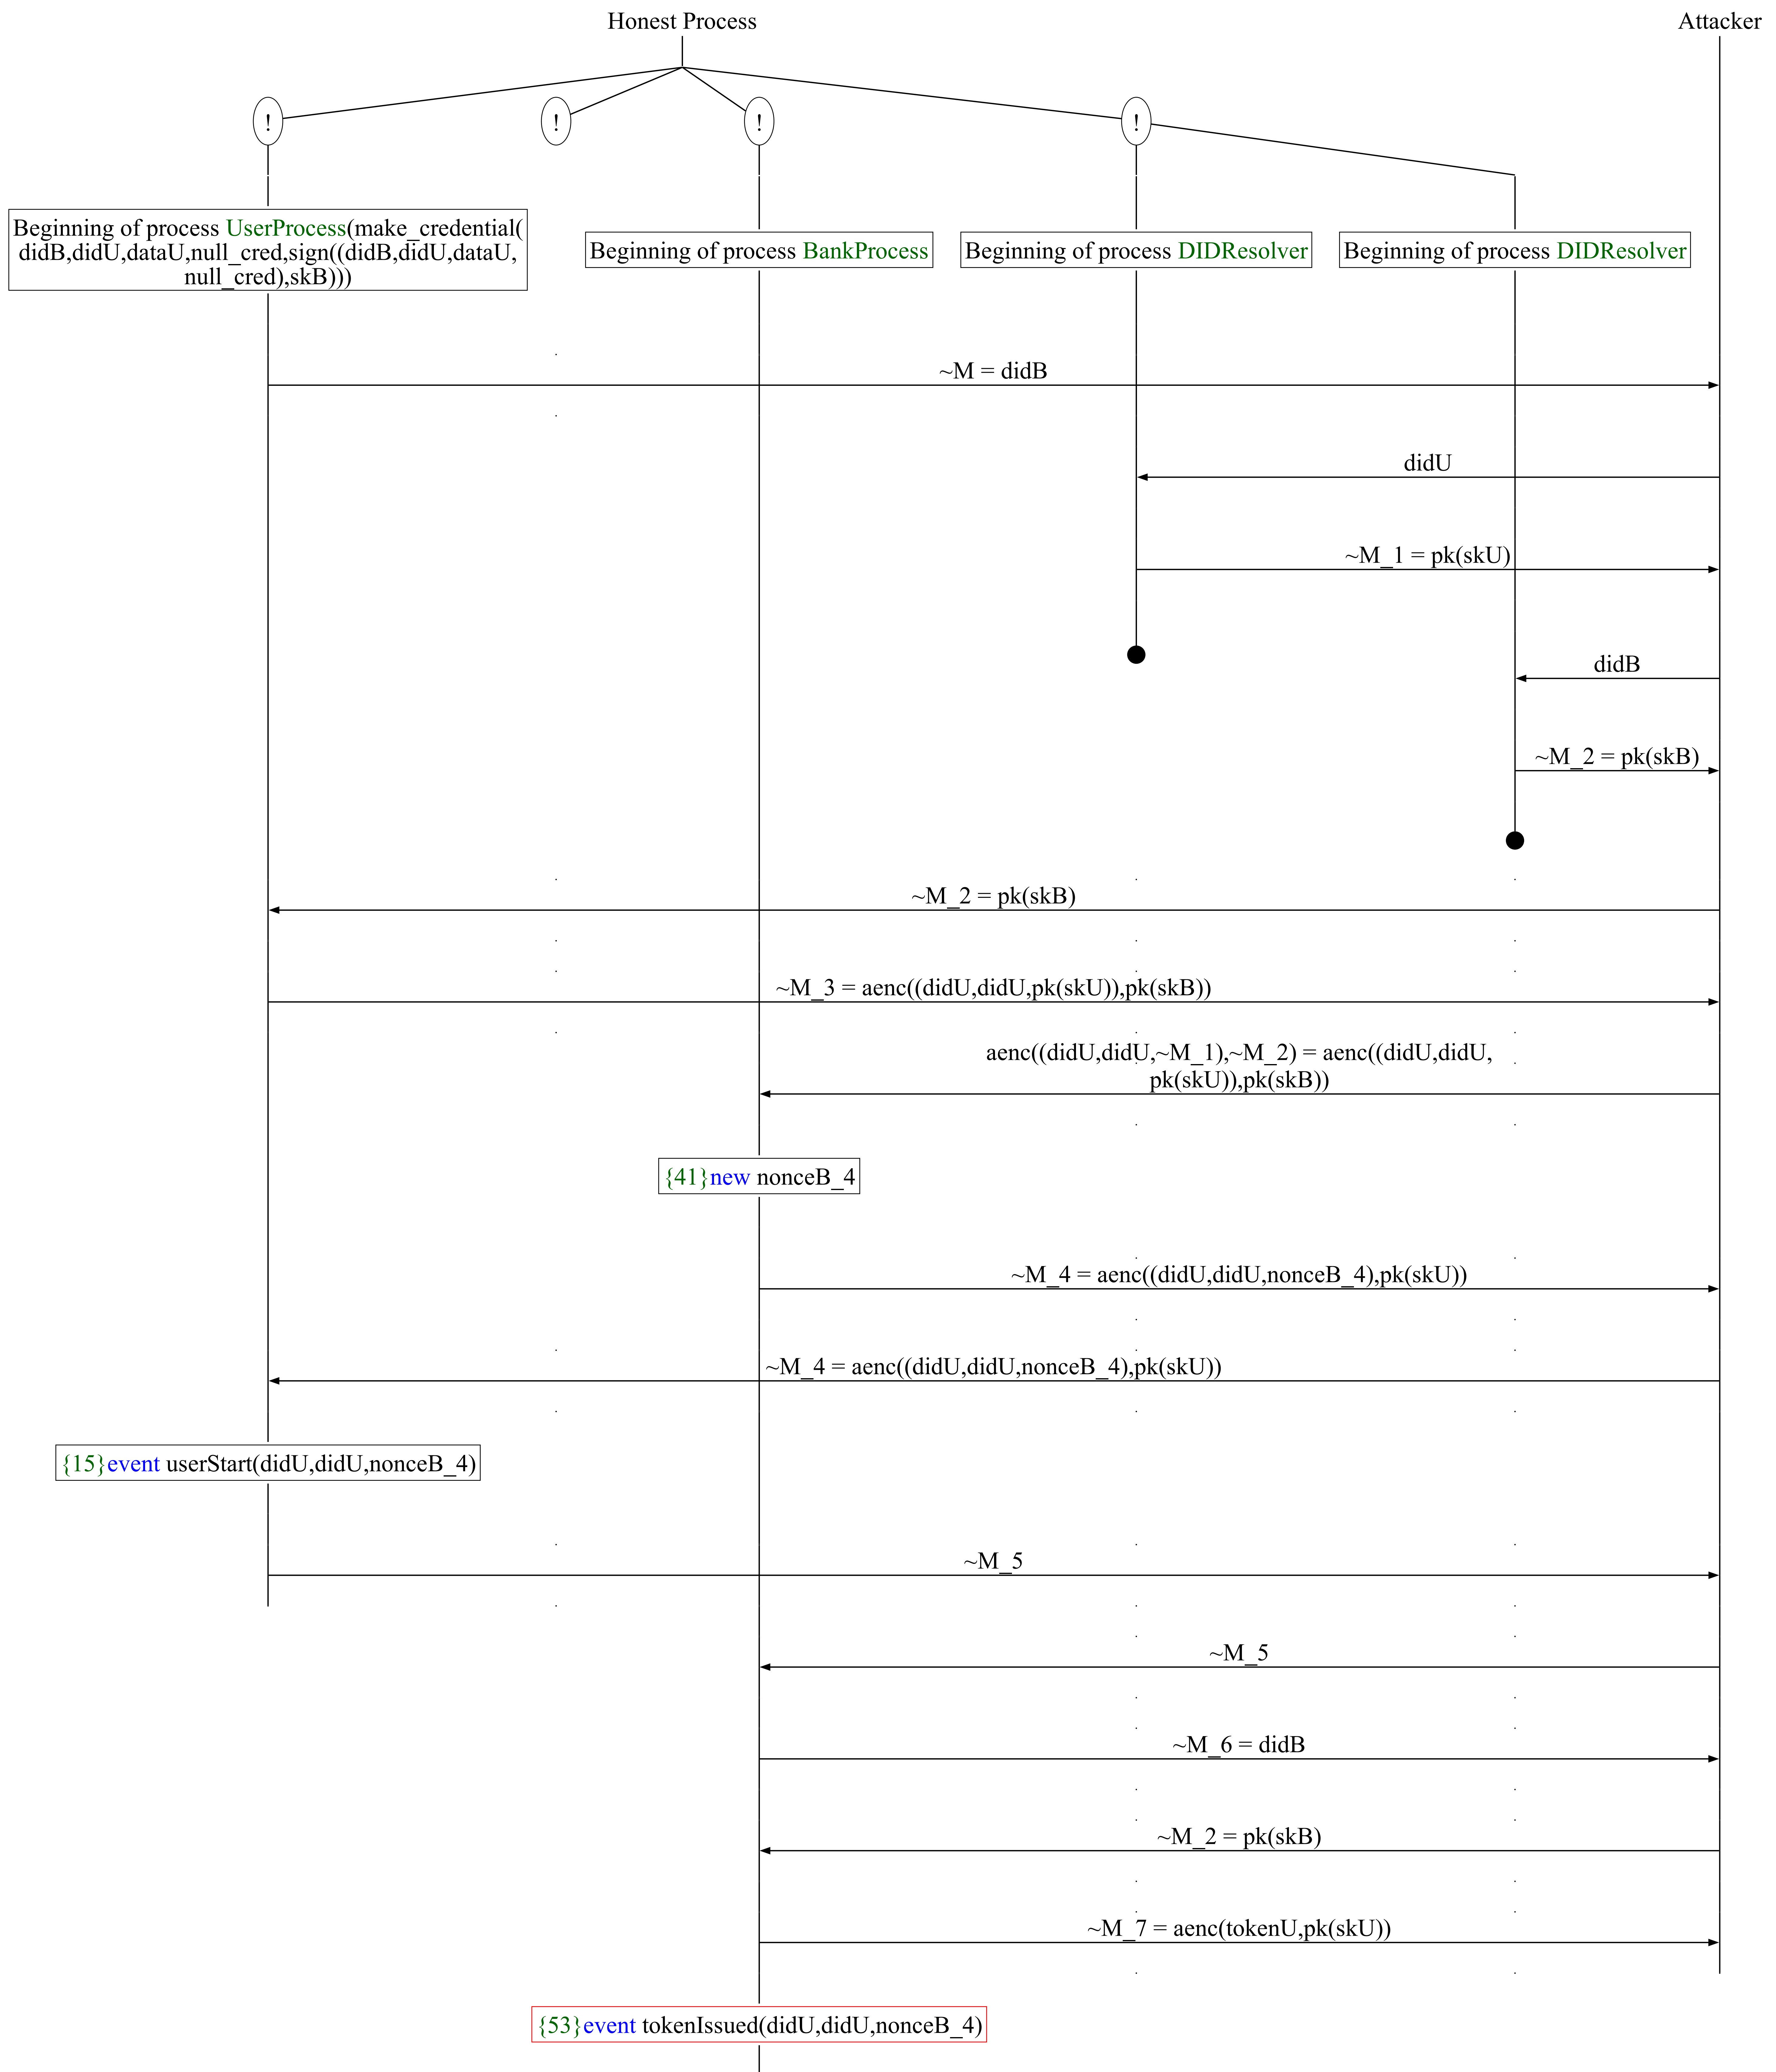 Honest Process
Attacker
!
!
!
!
Beginning of process UserProcess(make_credential(
didB,didU,dataU,null_cred,sign((didB,didU,dataU,
null_cred),skB)))
Beginning of process BankProcess
Beginning of process DIDResolver
Beginning of process DIDResolver
~M = didB
didU
~M_1 = pk(skU)
didB
~M_2 = pk(skB)
~M_2 = pk(skB)
~M_3 = aenc((didU,didU,pk(skU)),pk(skB))
aenc((didU,didU,~M_1),~M_2) = aenc((didU,didU,
pk(skU)),pk(skB))
{41}new nonceB_4
~M_4 = aenc((didU,didU,nonceB_4),pk(skU))
~M_4 = aenc((didU,didU,nonceB_4),pk(skU))
{15}event userStart(didU,didU,nonceB_4)
~M_5
~M_5
~M_6 = didB
~M_2 = pk(skB)
~M_7 = aenc(tokenU,pk(skU))
{53}event tokenIssued(didU,didU,nonceB_4)